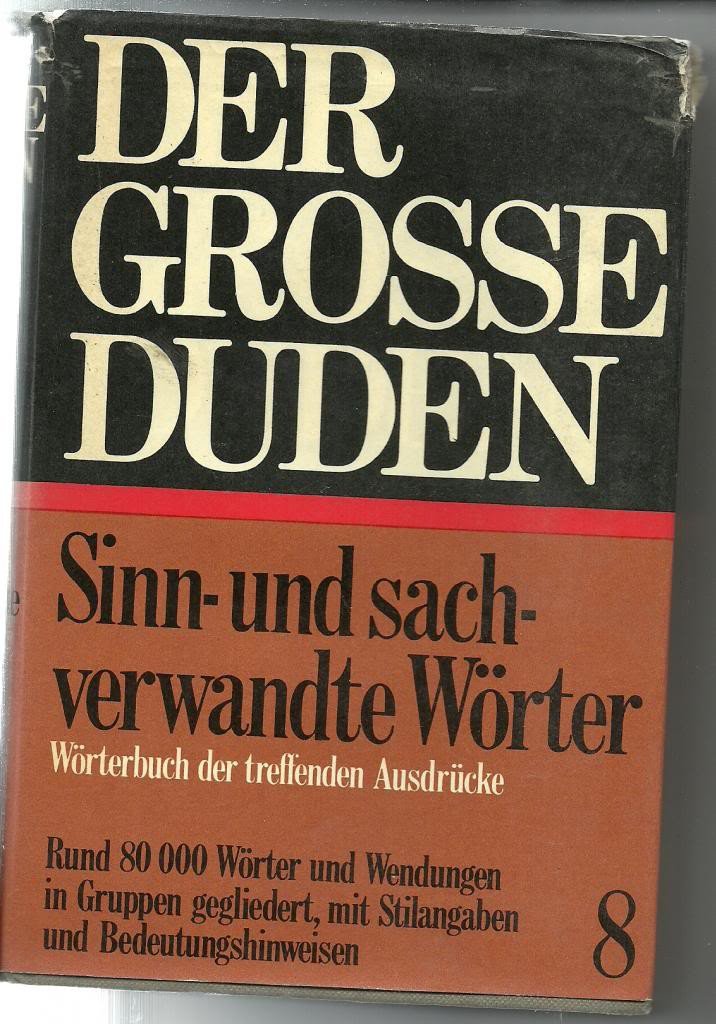 DER
GROSSE
DUDEN
Sinn- und sach-
verwandte Wörter
Wörterbuch der treffenden Ausdrücke
Rund 80 000 Wörter und Wendungen
in Gruppen gegliedert, mit Stilangaben
und Bedeutungshinweisen
8